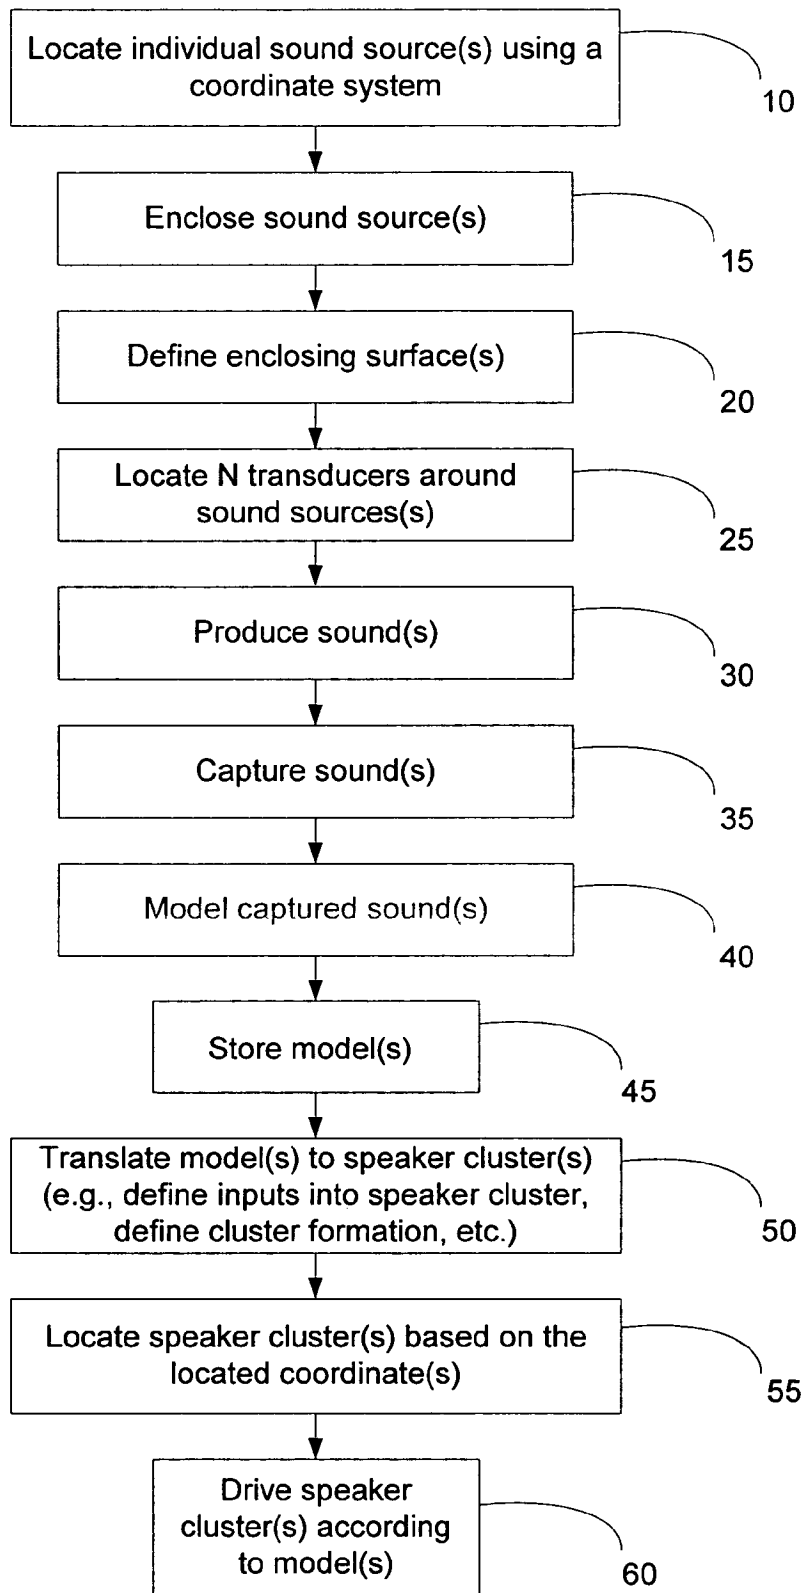 Locate individual sound source(s) using a
coordinate system
10
Enclose sound source(s)
15
Define enclosing surface(s)
20
Locate N transducers around
sound sources(s)
25
Produce sound(s)
30
Capture sound(s)
35
Model captured sound(s)
40
Store model(s)
45
Translate model(s) to speaker cluster(s)
(e.g., define inputs into speaker cluster,
define cluster formation, etc.)
50
Locate speaker cluster(s) based on the
located coordinate(s)
55
Drive speaker
cluster(s) according
to model(s)
60